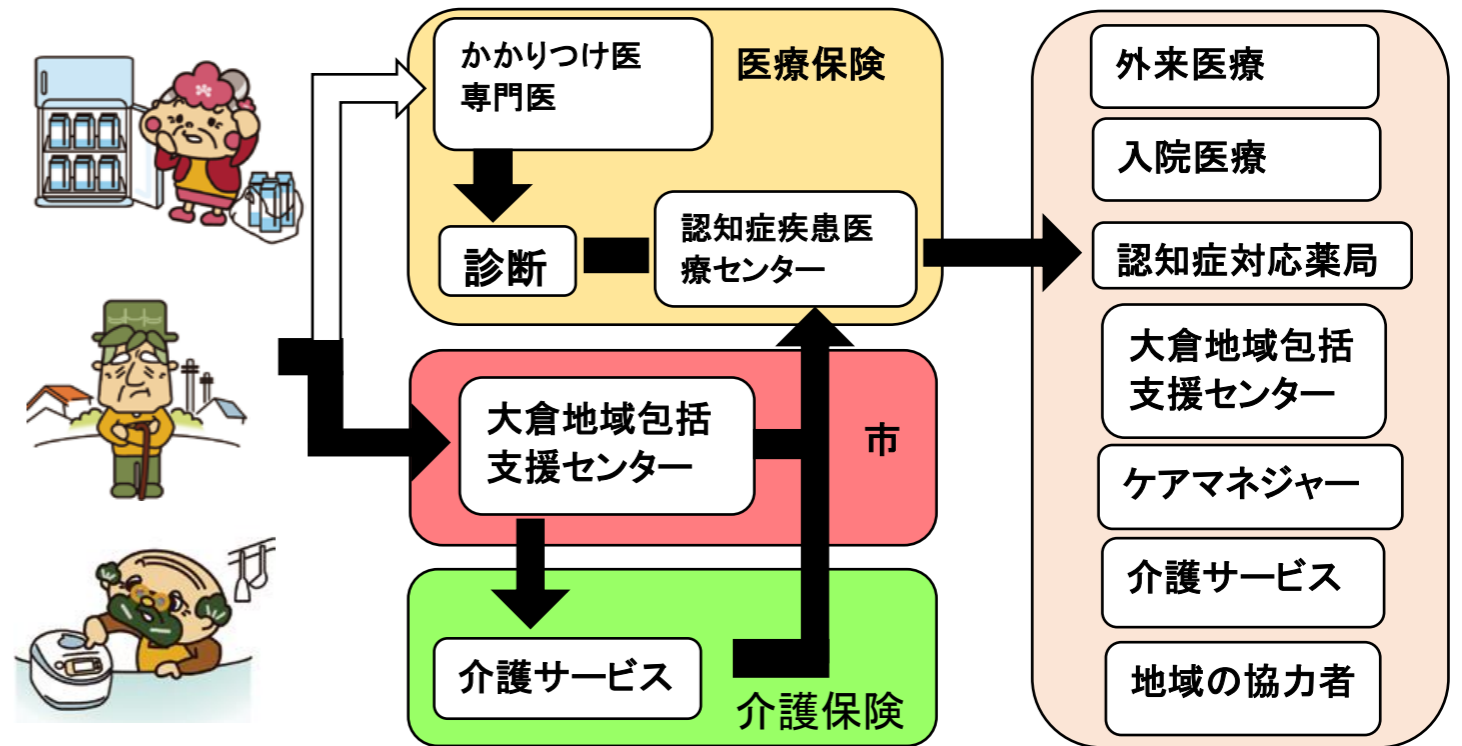 かかりつけ医
専門医
医療保険
診断
認知症疾患医
療センター
大倉地域包括
支援センター
市
介護サービス
介護保険
外来医療
入院医療
認知症対応薬局
大倉地域包括
支援センター
ケアマネジャー
介護サービス
地域の協力者